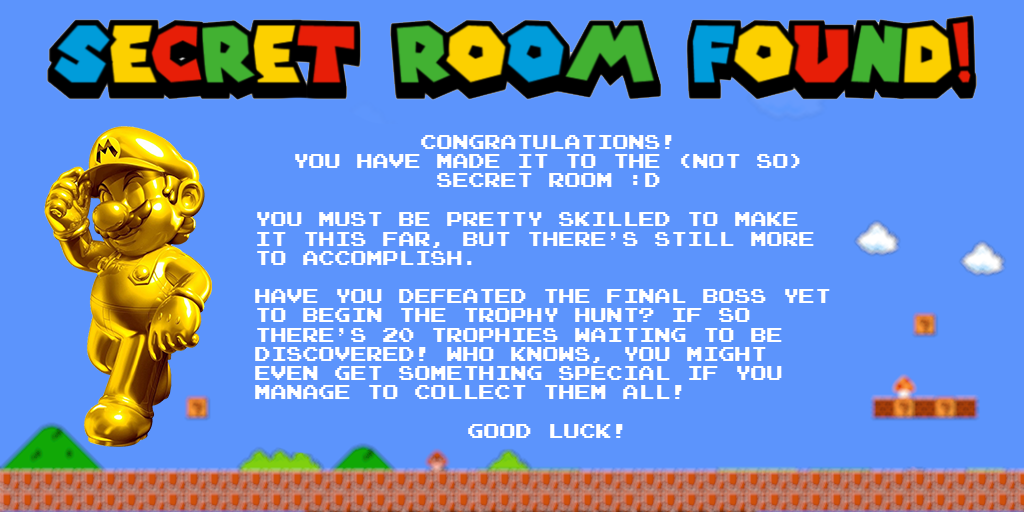 SECRET ROOM FOUND!
CONGRATULATIONS!
YOU HAVE MADE IT TO THE (NOT SO)
SECRET ROOM :D
YOU MUST BE PRETTY SKILLED TO MAKE
IT THIS FAR, BUT THERE'S STILL MORE
TO ACCOMPLISH.
HAVE YOU DEFEATED THE FINAL BOSS YET
TO BEGIN THE TROPHY HUNT? IF SO
THERE'S 20 TROPHIES WAITING TO BE
DISCOVERED! WHO KNOWS, YOU MIGHT
EVEN GET SOMETHING SPECIAL IF YOU
MANAGE TO COLLECT THEM ALL!
GOOD LUCK!
M